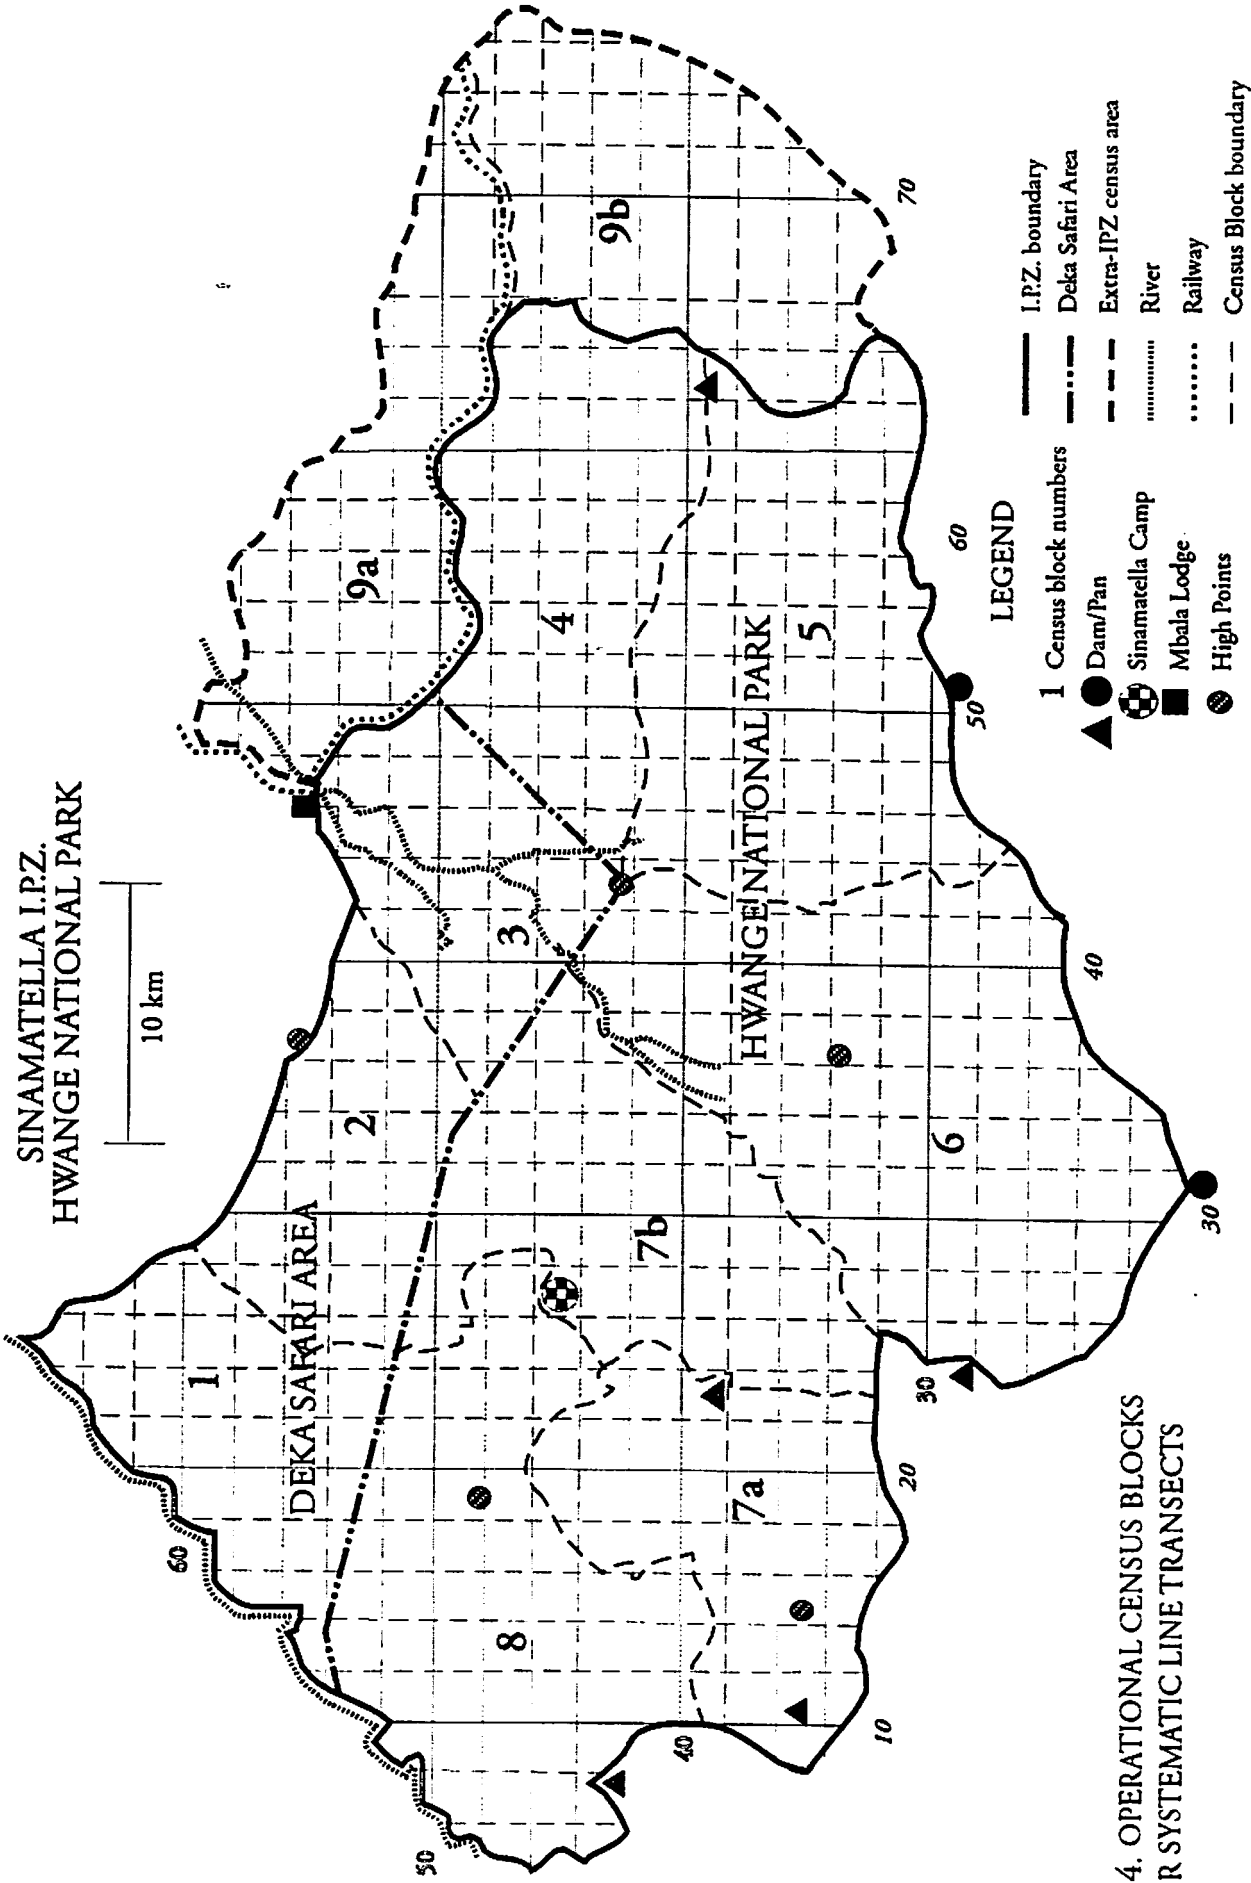 SINAMATELLA I.P.Z.
HWANGE NATIONAL PARK
10 km
DEKA SAFARI AREA
HWANGE NATIONAL PARK
1
2
3
4
5
6
7a
7b
8
9a
9b
50
60
40
30
10
20
30
40
50
60
70
LEGEND
1 Census block numbers
Dam/Pan
Sinamatella Camp
Mbala Lodge
High Points
I.P.Z. boundary
Deka Safari Area
Extra-IPZ census area
River
Railway
Census Block boundary
4. OPERATIONAL CENSUS BLOCKS
R SYSTEMATIC LINE TRANSECTS